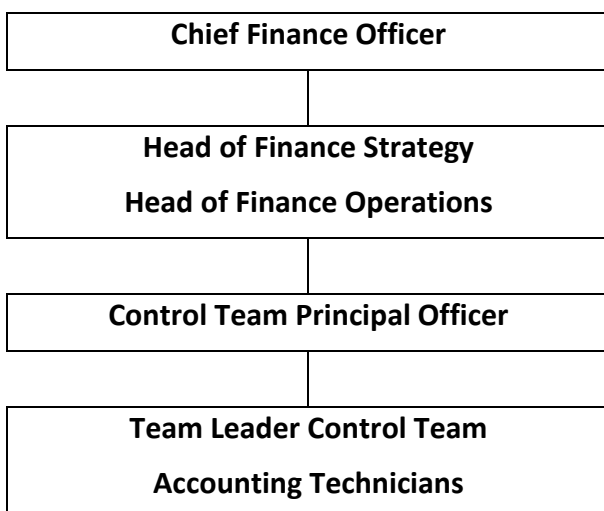 Chief Finance Officer
Head of Finance Strategy
Head of Finance Operations
Control Team Principal Officer
Team Leader Control Team
Accounting Technicians